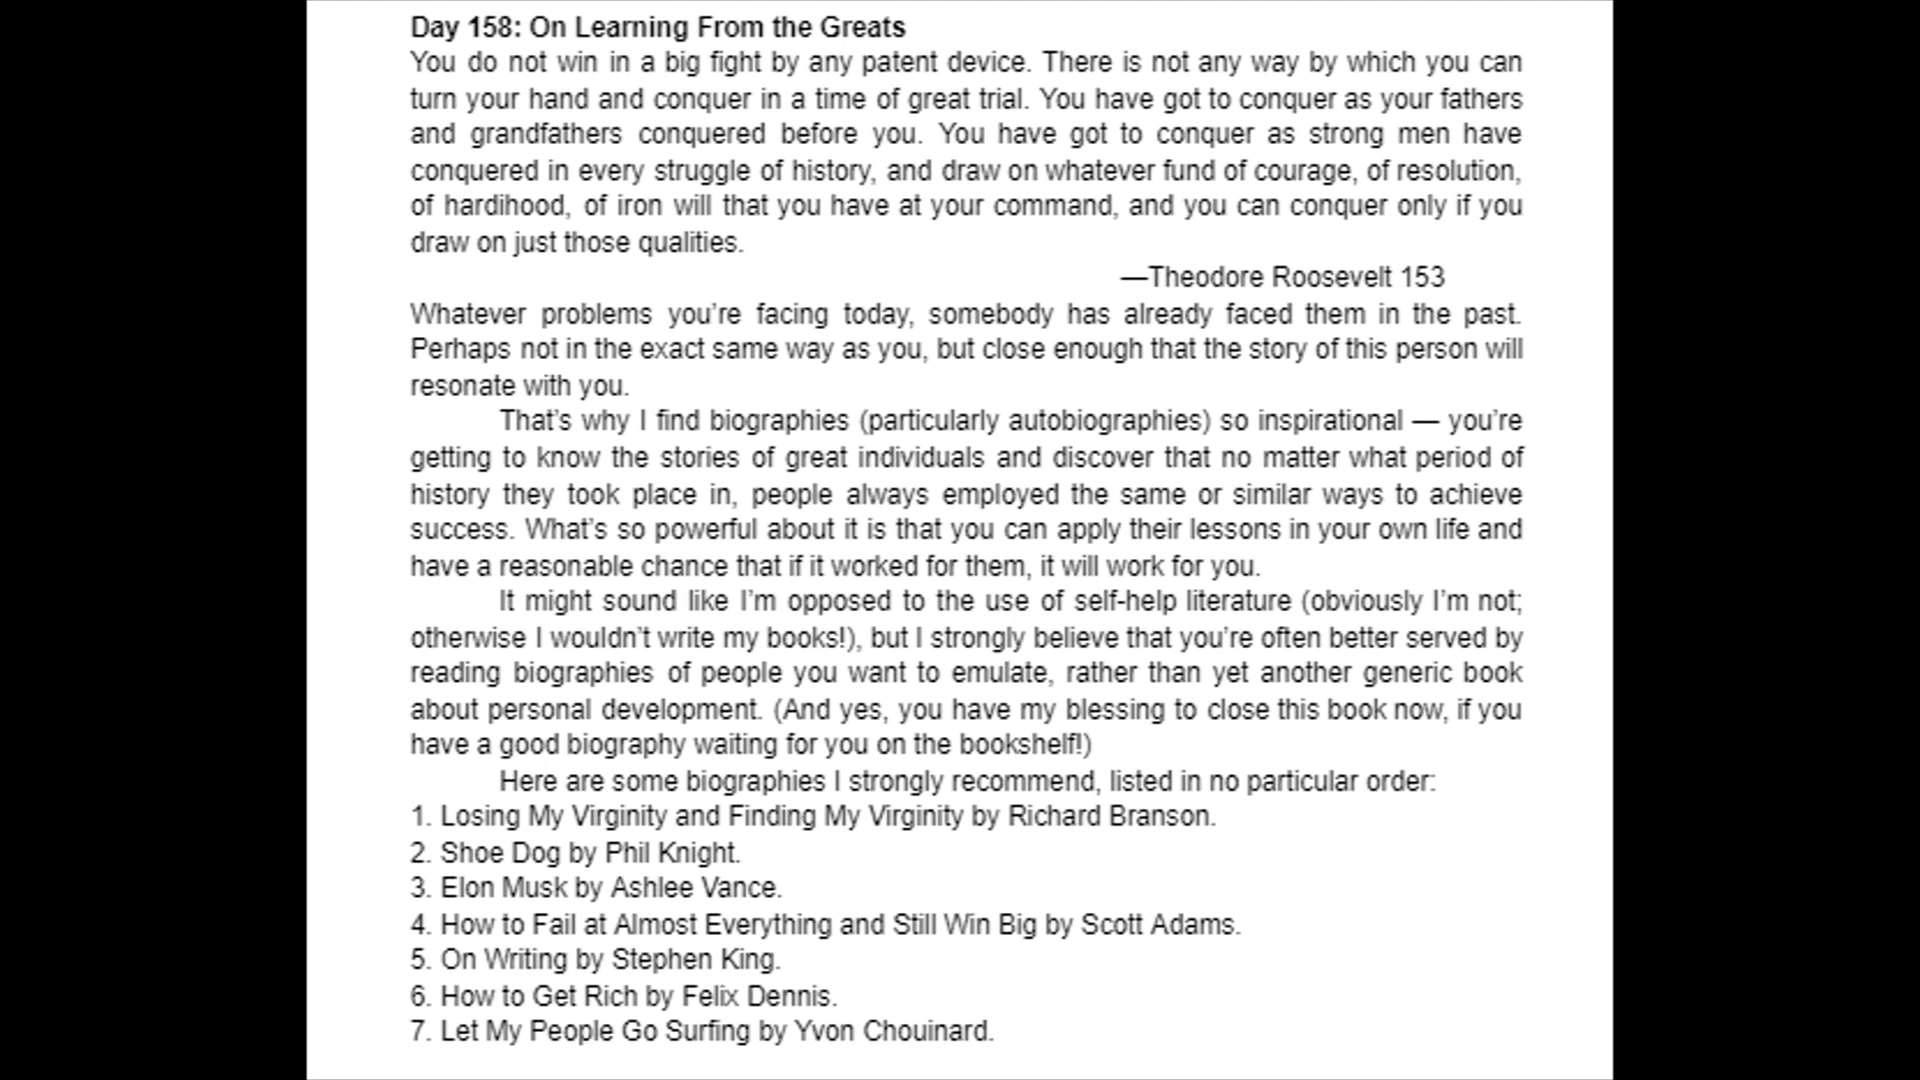 Day 158: On Learning From the Greats
You do not win in a big fight by any patent device. There is not any way by which you can
turn your hand and conquer in a time of great trial. You have got to conquer as your fathers
and grandfathers conquered before you. You have got to conquer as strong men have
conquered in every struggle of history, and draw on whatever fund of courage, of resolution,
of hardihood, of iron will that you have at your command, and you can conquer only if you
draw on just those qualities.
—Theodore Roosevelt 153
Whatever problems you’re facing today, somebody has already faced them in the past.
Perhaps not in the exact same way as you, but close enough that the story of this person will
resonate with you.
That’s why I find biographies (particularly autobiographies) so inspirational — you’re
getting to know the stories of great individuals and discover that no matter what period of
history they took place in, people always employed the same or similar ways to achieve
success. What’s so powerful about it is that you can apply their lessons in your own life and
have a reasonable chance that if it worked for them, it will work for you.
It might sound like I’m opposed to the use of self-help literature (obviously I’m not;
otherwise I wouldn’t write my books!), but I strongly believe that you’re often better served by
reading biographies of people you want to emulate, rather than yet another generic book
about personal development. (And yes, you have my blessing to close this book now, if you
have a good biography waiting for you on the bookshelf!)
Here are some biographies I strongly recommend, listed in no particular order:
1. Losing My Virginity and Finding My Virginity by Richard Branson.
2. Shoe Dog by Phil Knight.
3. Elon Musk by Ashlee Vance.
4. How to Fail at Almost Everything and Still Win Big by Scott Adams.
5. On Writing by Stephen King.
6. How to Get Rich by Felix Dennis.
7. Let My People Go Surfing by Yvon Chouinard.